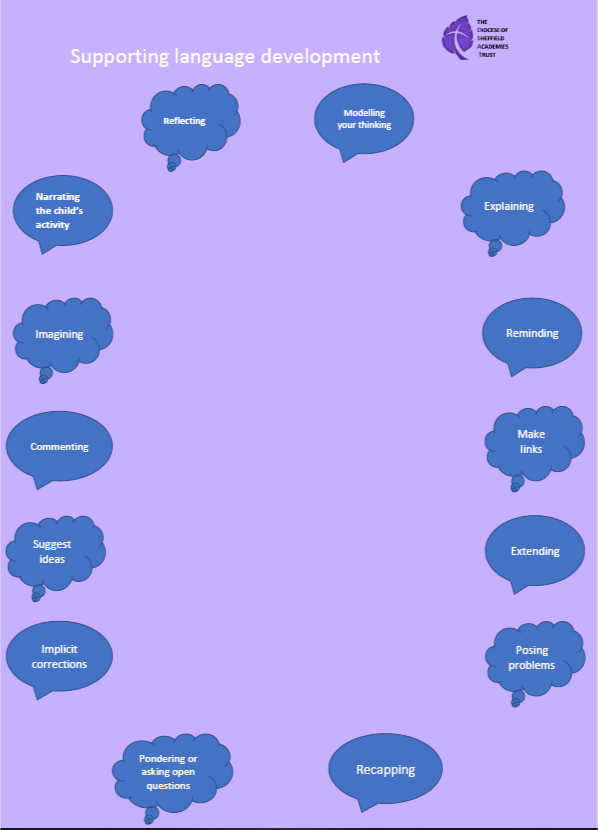 THE
DIOCESE OF
SHEFFIELD
ACADEMIES
TRUST
Supporting language development
Reflecting
Modelling
your thinking
Narrating
the child's
activity
Explaining
Imagining
Reminding
Commenting
Make
links
Suggest
ideas
Extending
Implicit
corrections
Posing
problems
Pondering or
asking open
questions
Recapping